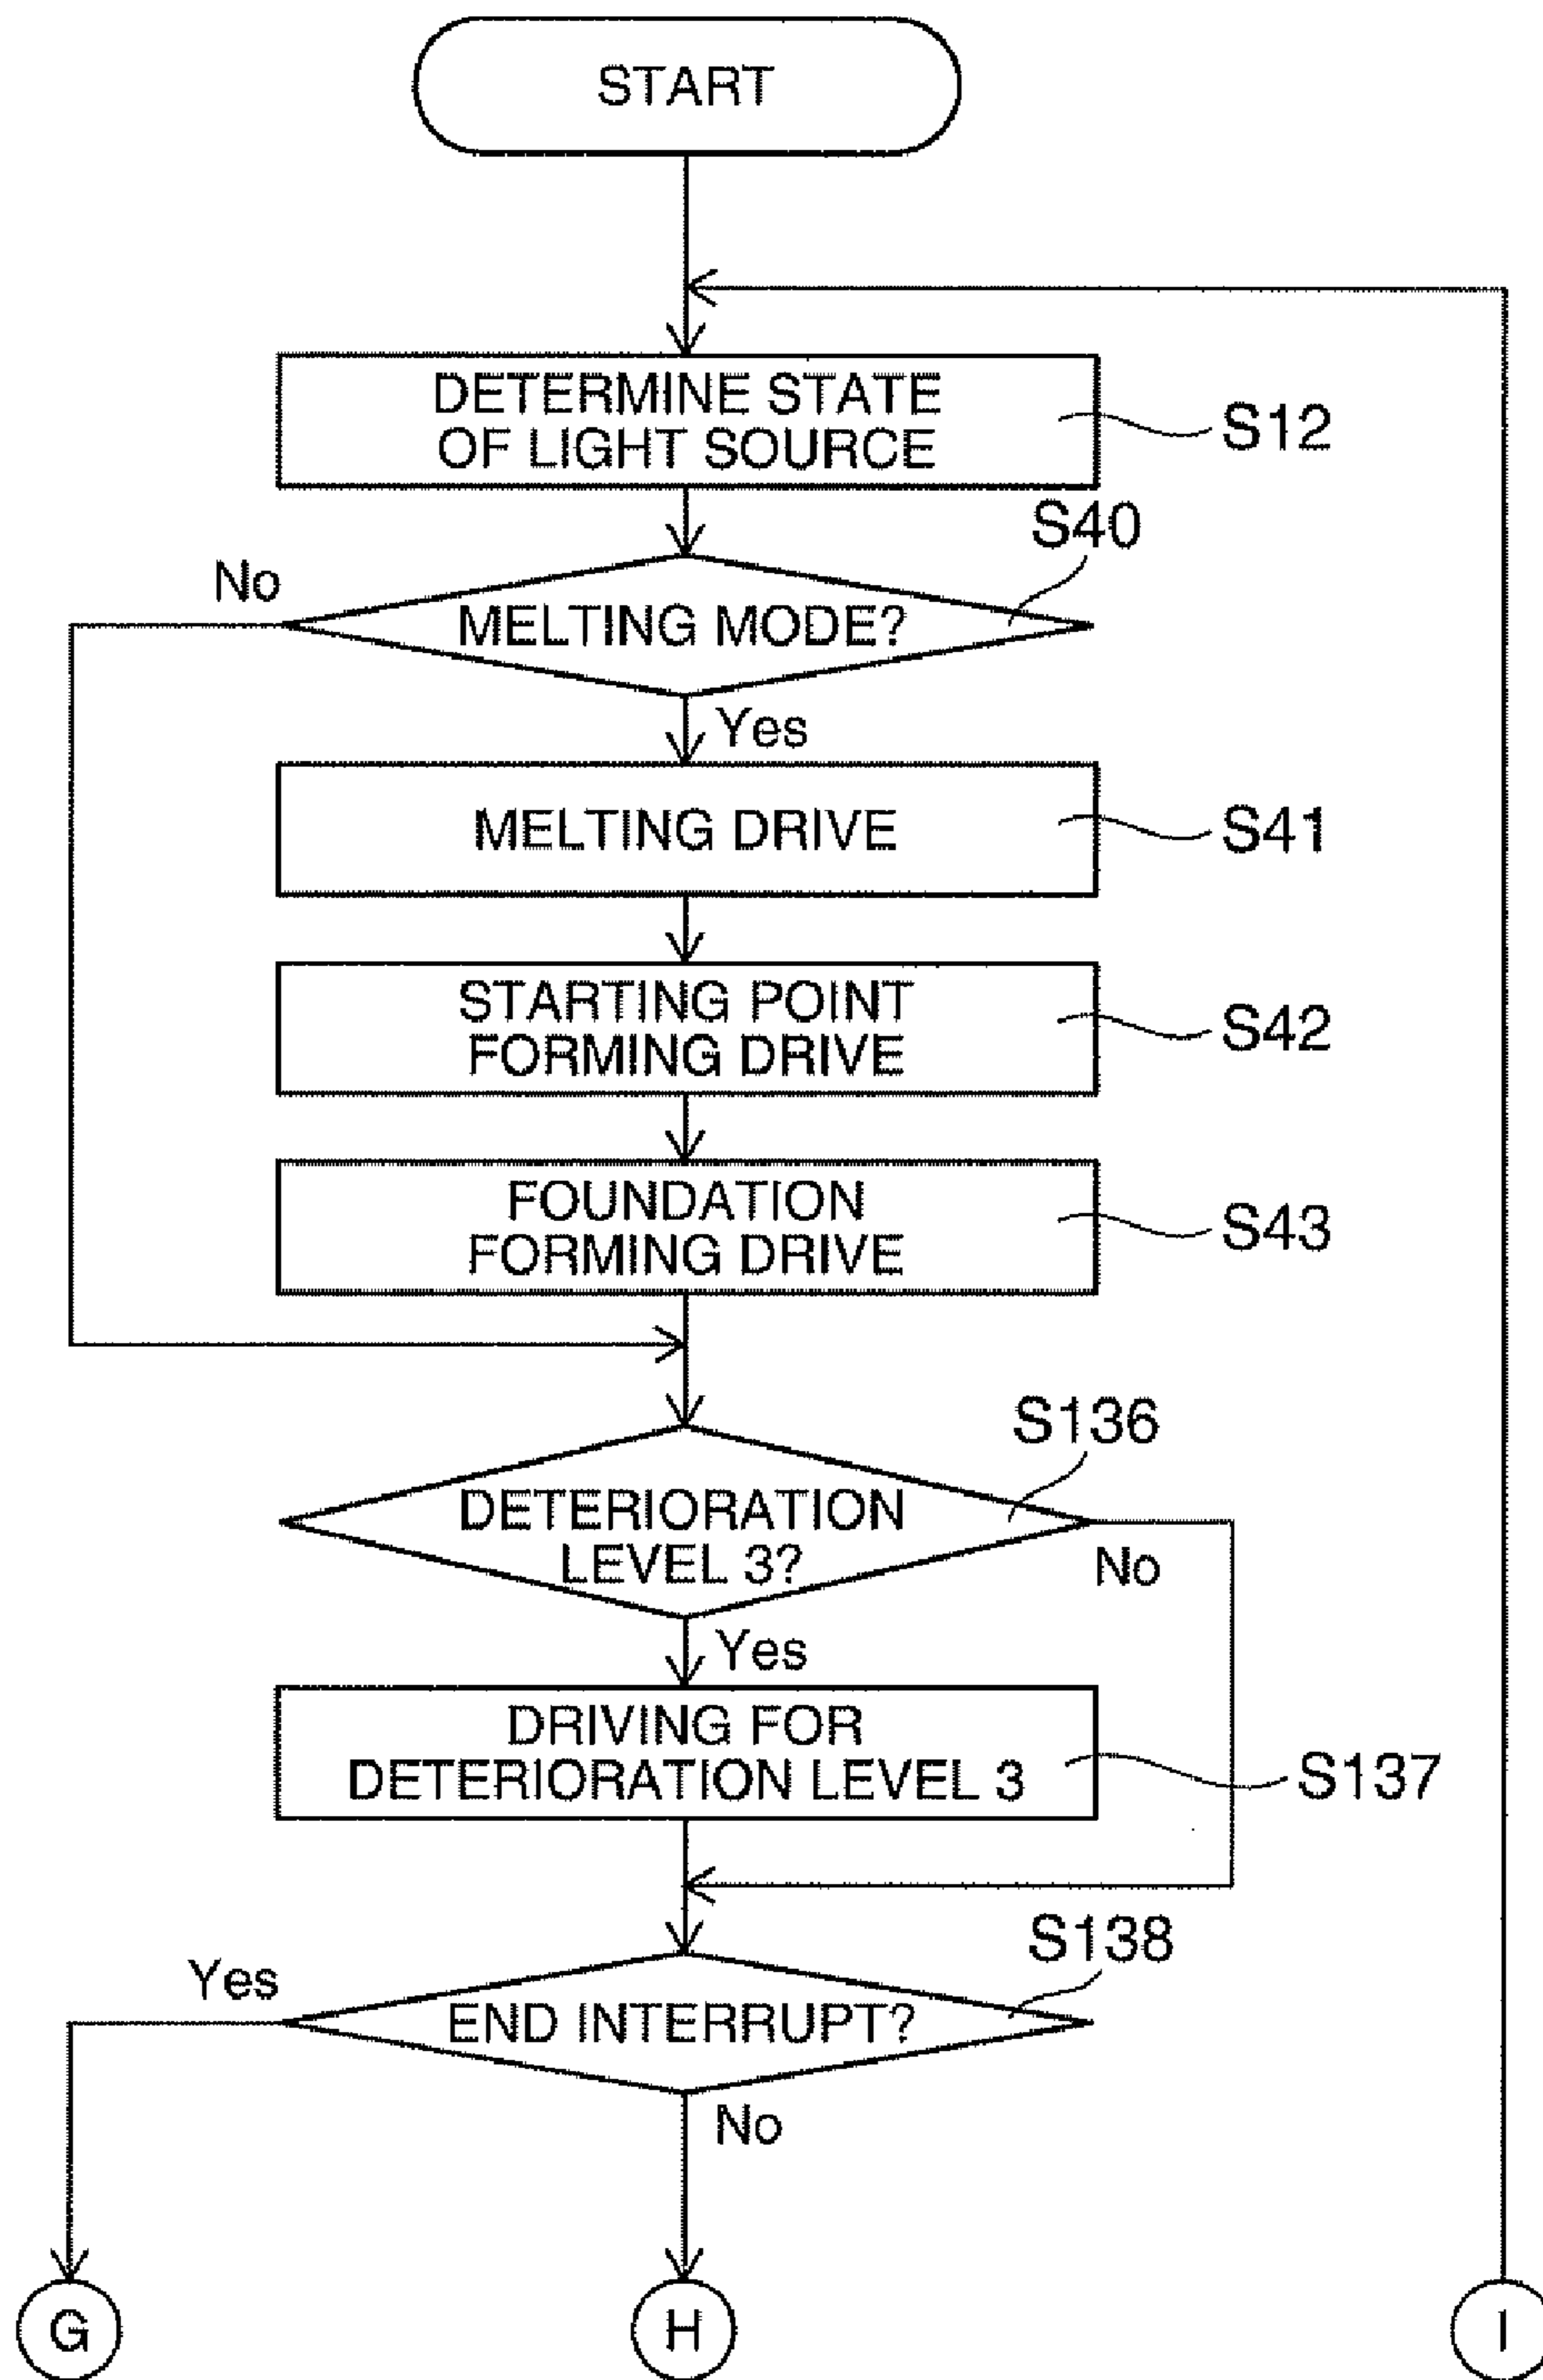 START
DETERMINE STATE
OF LIGHT SOURCE
S12
S40
No
MELTING MODE?
Yes
MELTING DRIVE
S41
STARTING POINT
FORMING DRIVE
S42
FOUNDATION
FORMING DRIVE
S43
S136
DETERIORATION
LEVEL 3?
No
Yes
DRIVING FOR
DETERIORATION LEVEL 3
S137
S138
Yes
END INTERRUPT?
No
G
H
I